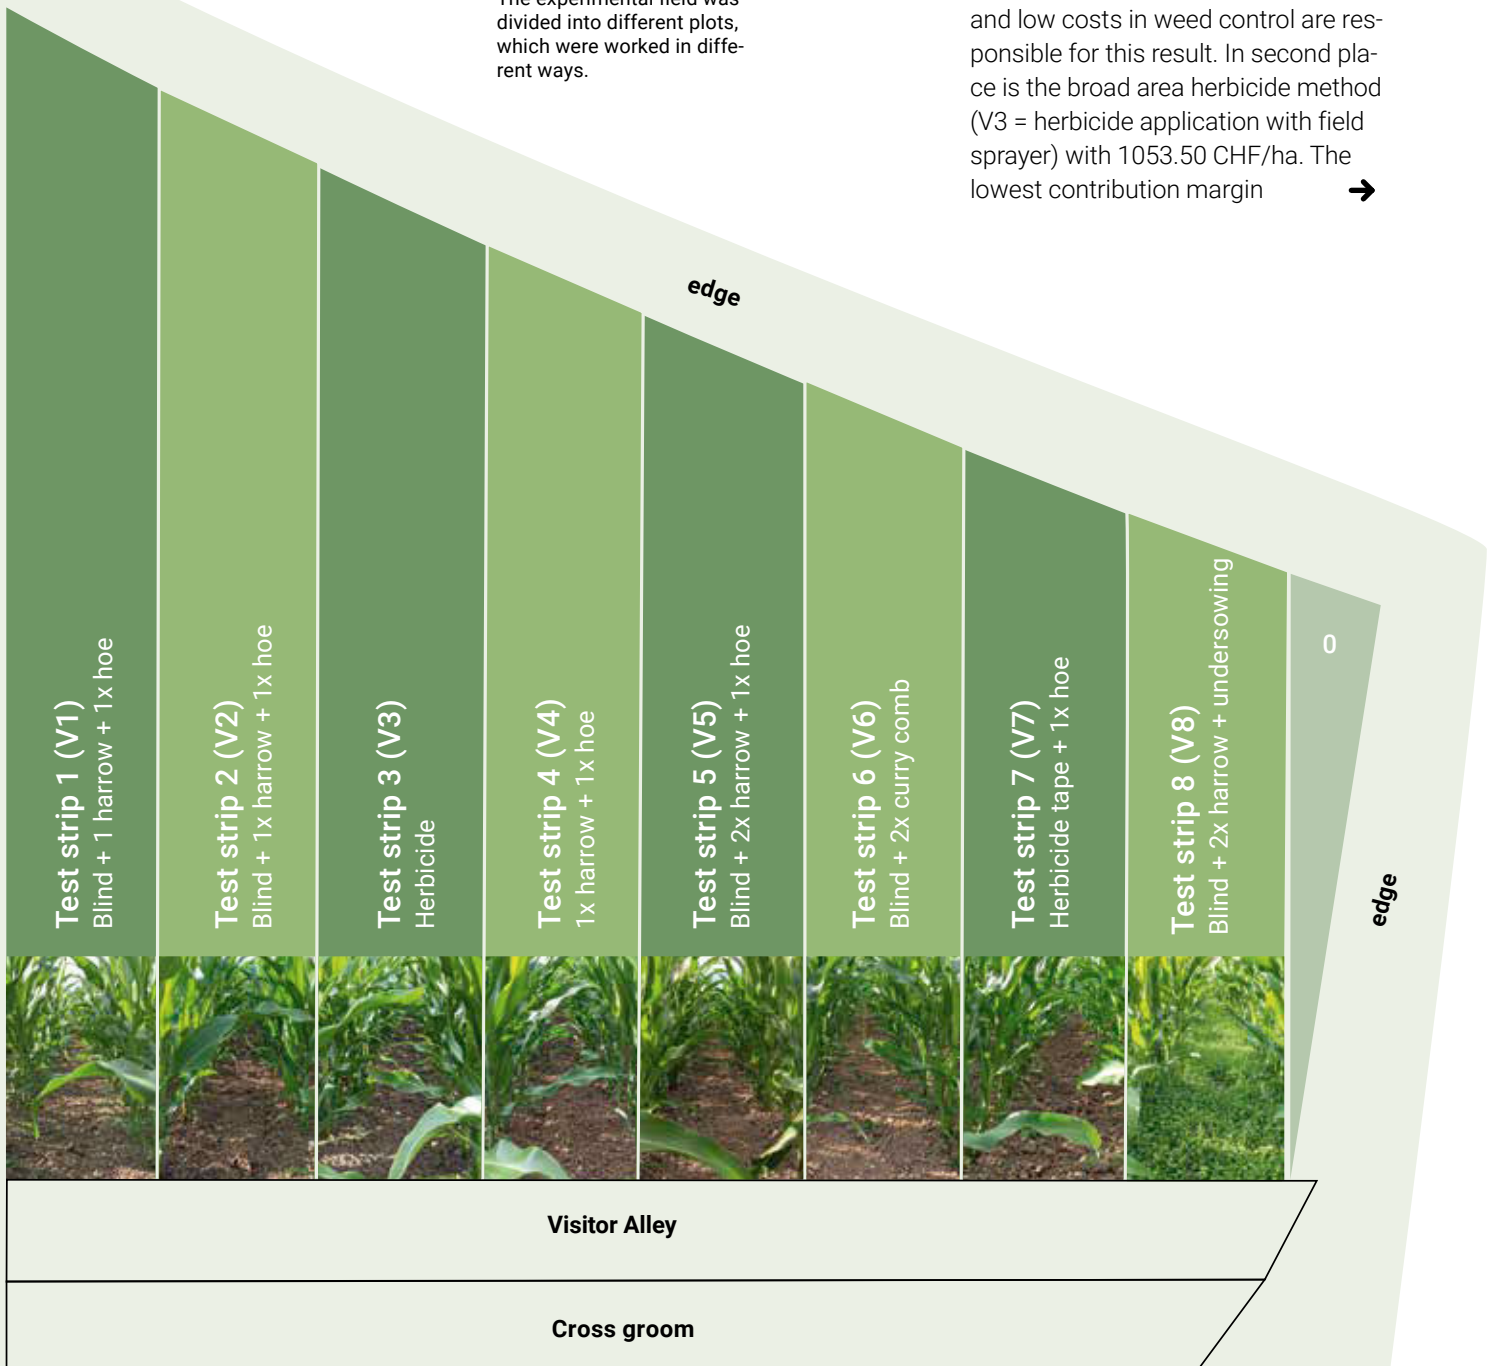 The experimental field was
divided into different plots,
which were worked in diffe-
rent ways.
and low costs in weed control are res-
ponsible for this result. In second pla-
ce is the broad area herbicide method
(V3 = herbicide application with field
sprayer) with 1053.50 CHF/ha. The
lowest contribution margin →
edge
Test strip 1 (V1)
Blind + 1 harrow + 1x hoe
Test strip 2 (V2)
Blind + 1x harrow + 1x hoe
Test strip 3 (V3)
Herbicide
Test strip 4 (V4)
1x harrow + 1x hoe
Test strip 5 (V5)
Blind + 2x harrow + 1x hoe
Test strip 6 (V6)
Blind + 2x curry comb
Test strip 7 (V7)
Herbicide tape + 1x hoe
Test strip 8 (V8)
Blind + 2x harrow + undersowing
0
edge
Visitor Alley
Cross groom